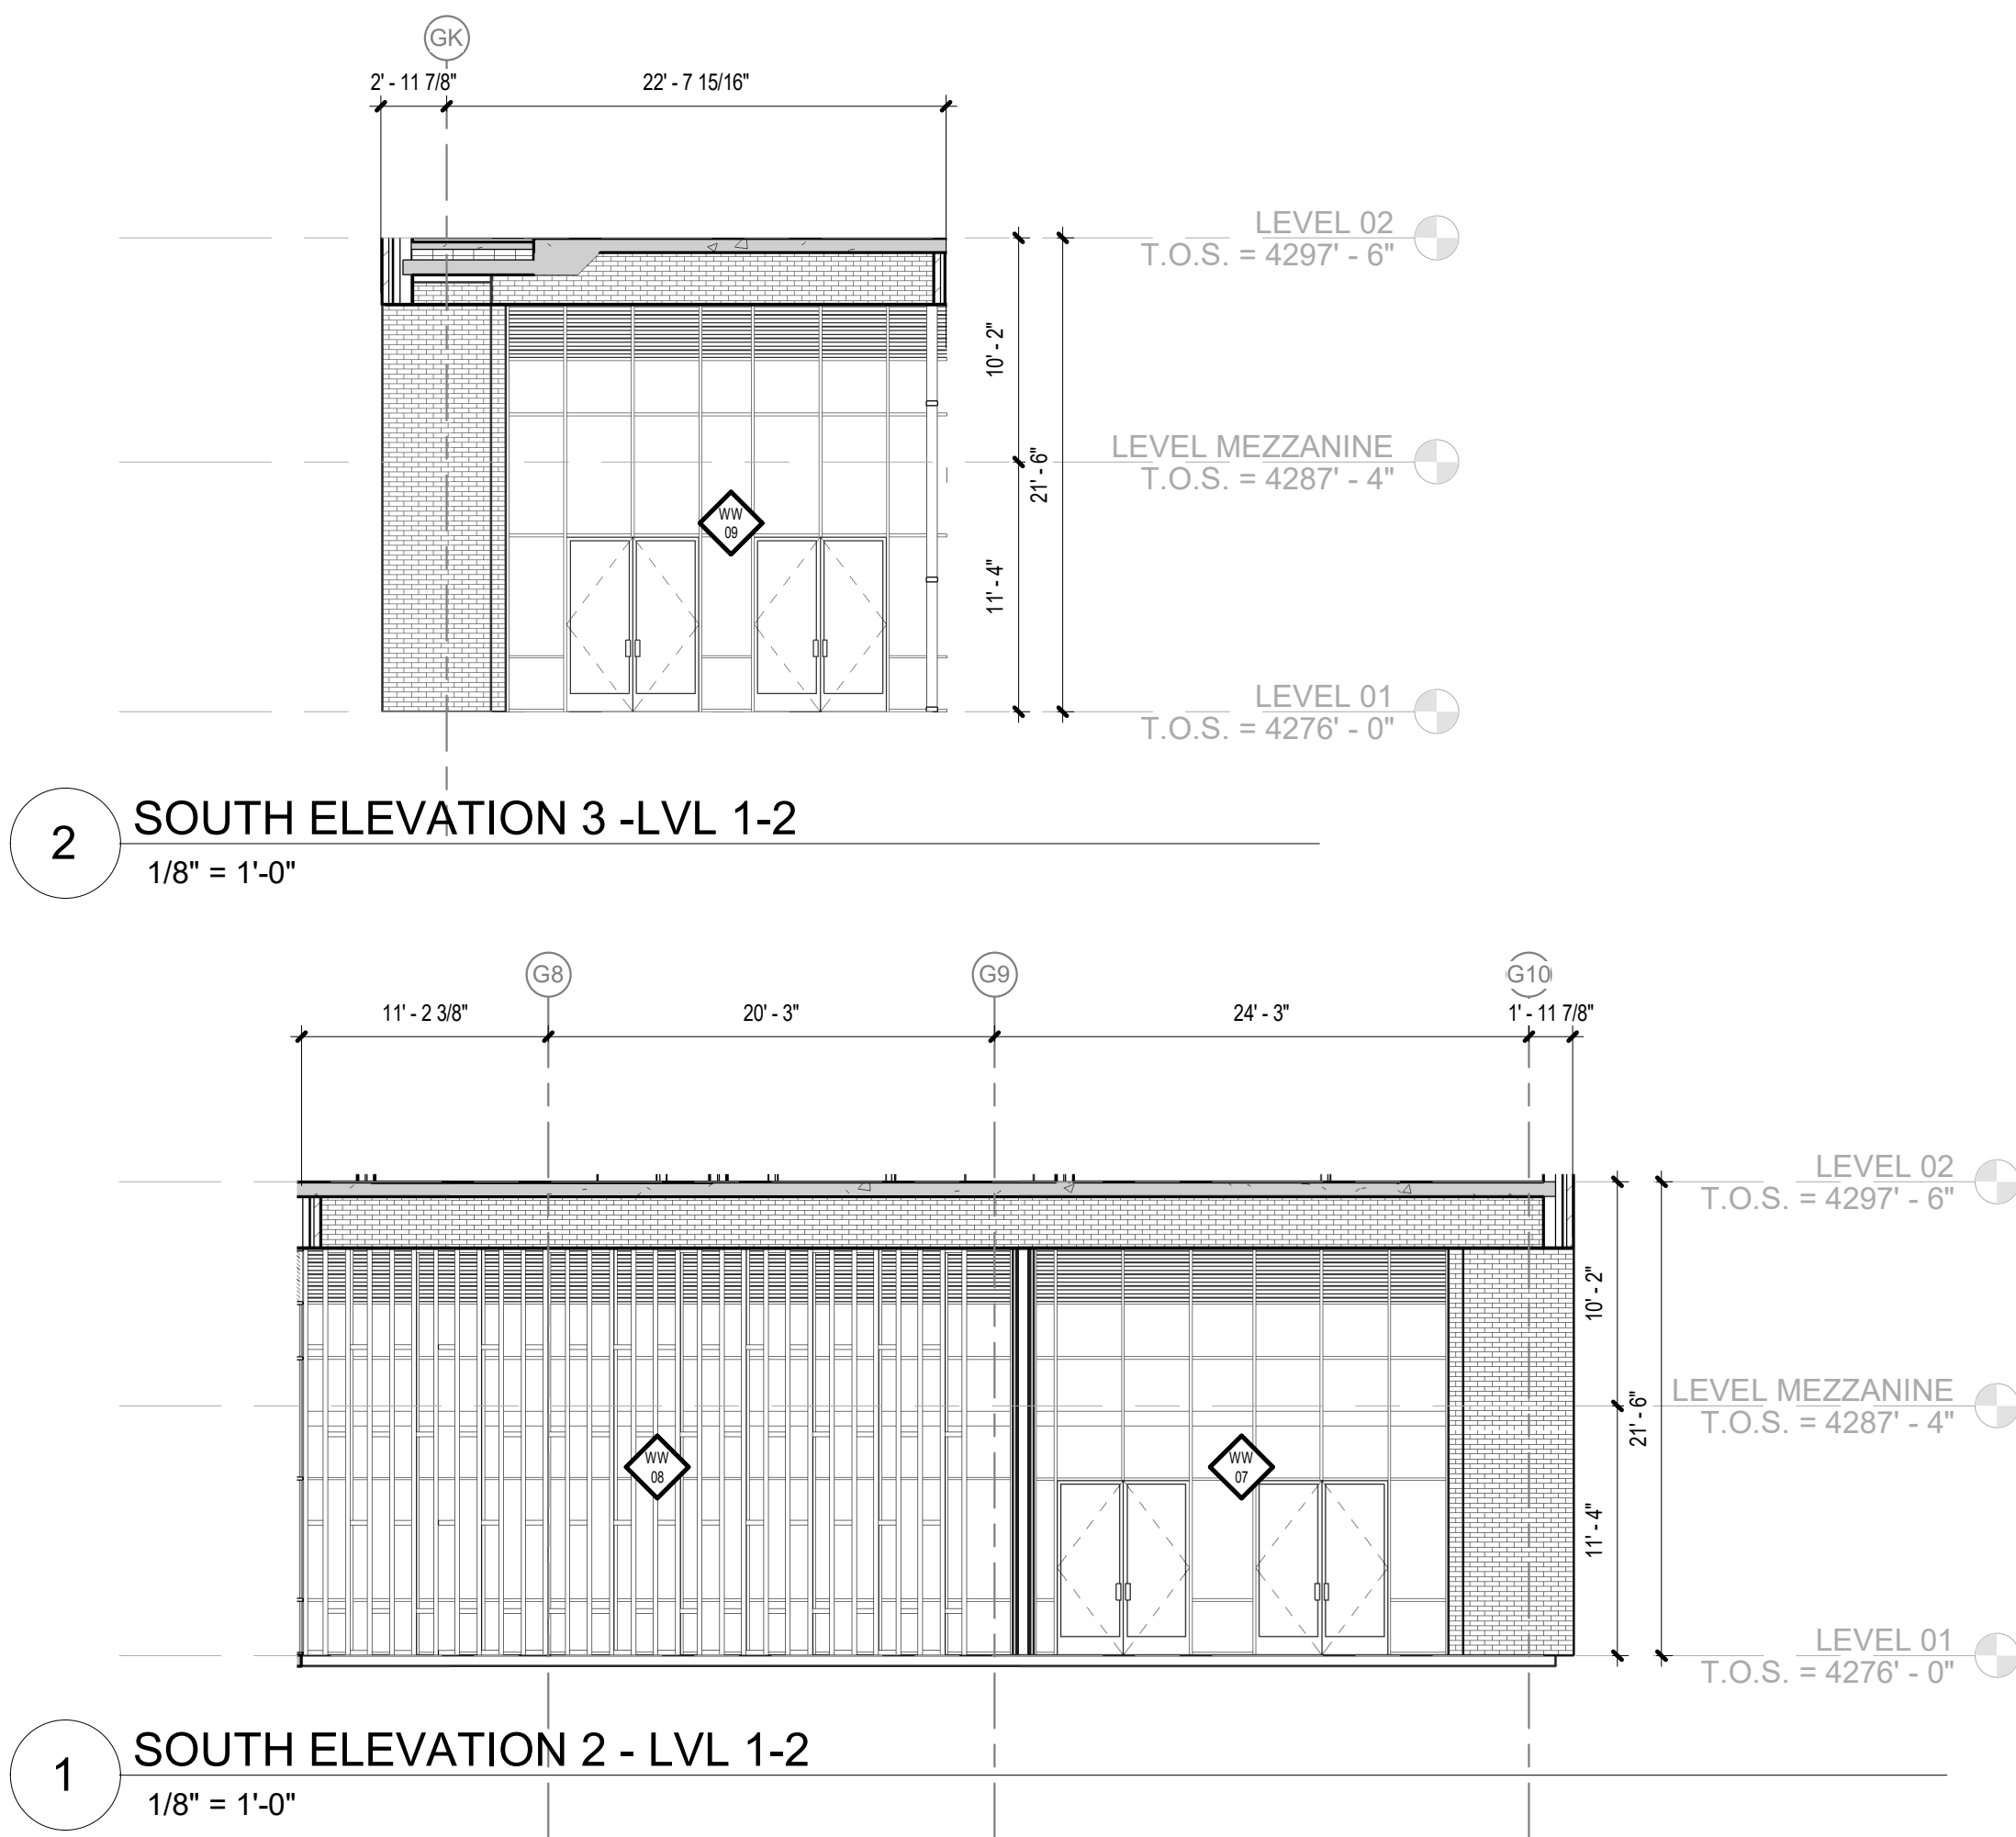 GK
2' - 11 7/8"
22' - 7 15/16"
LEVEL 02
T.O.S. = 4297' - 6"
10' - 2"
LEVEL MEZZANINE
T.O.S. = 4287' - 4"
21' - 6"
WW
09
11' - 4"
LEVEL 01
T.O.S. = 4276' - 0"
2
SOUTH ELEVATION 3 -LVL 1-2
1/8" = 1'-0"
G8
G9
G10
11' - 2 3/8"
20' - 3"
24' - 3"
1' - 11 7/8"
LEVEL 02
T.O.S. = 4297' - 6"
10' - 2"
LEVEL MEZZANINE
T.O.S. = 4287' - 4"
21' - 6"
WW
08
WW
07
11' - 4"
LEVEL 01
T.O.S. = 4276' - 0"
1
SOUTH ELEVATION 2 - LVL 1-2
1/8" = 1'-0"